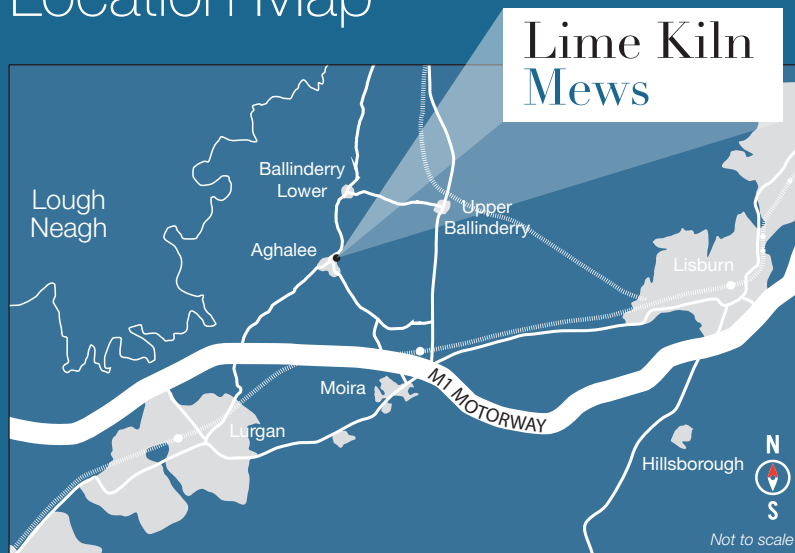 Location Map
Lime Kiln
Mews
Ballinderry
Lower
Lough
Neagh
Upper
Ballinderry
Aghalee
Lisburn
Moira
M1 MOTORWAY
Lurgan
Hillsborough
N
S
Not to scale